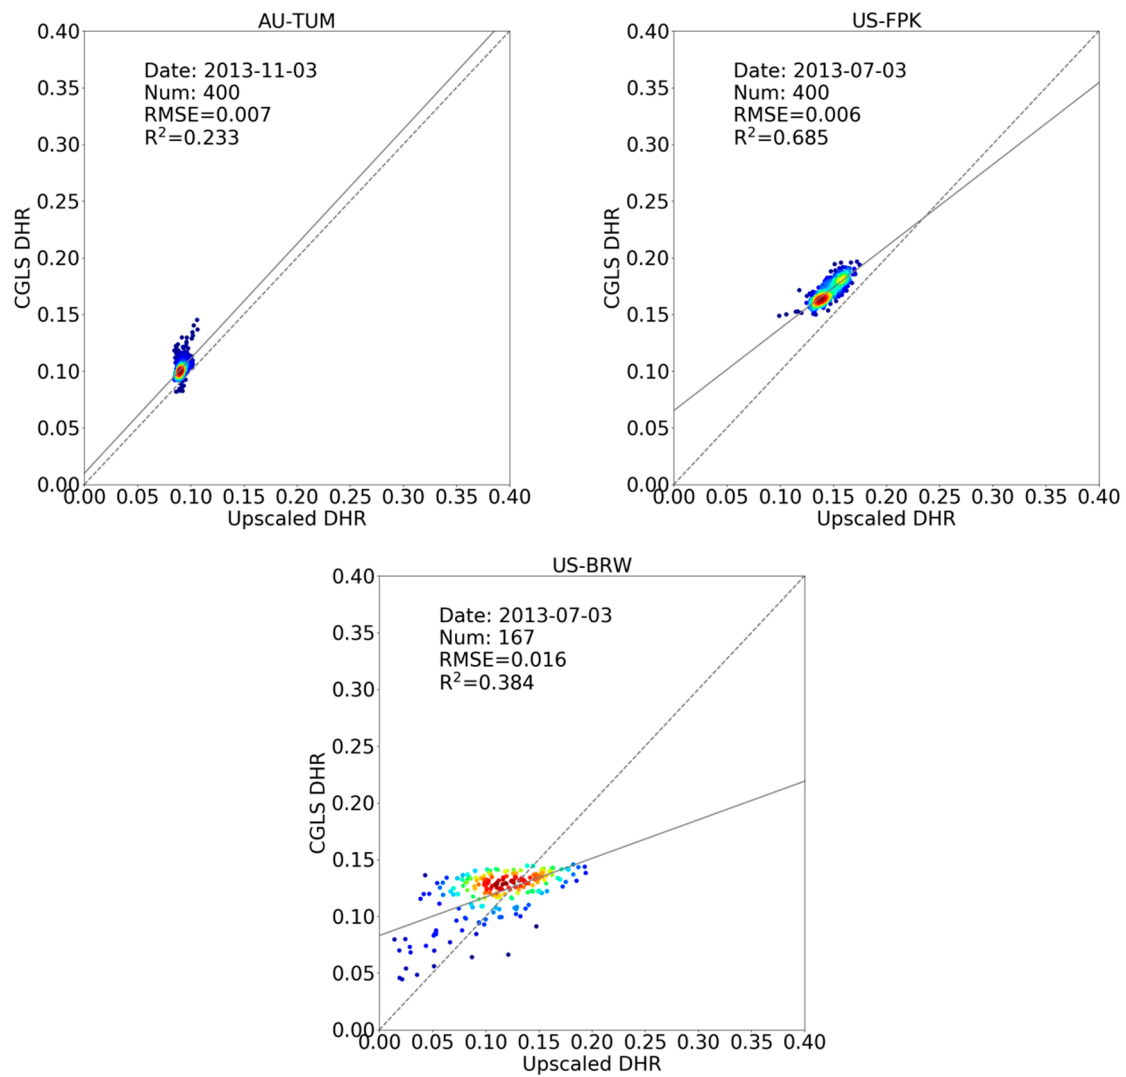 AU-TUM
0.40
0.35
0.30
0.25
0.20
0.15
0.10
0.05
0.00
CGLS DHR
Date: 2013-11-03
Num: 400
RMSE=0.007
R²=0.233
0.00 0.05 0.10 0.15 0.20 0.25 0.30 0.35 0.40
Upscaled DHR
US-FPK
0.40
0.35
0.30
0.25
0.20
0.15
0.10
0.05
0.00
CGLS DHR
Date: 2013-07-03
Num: 400
RMSE=0.006
R²=0.685
0.00 0.05 0.10 0.15 0.20 0.25 0.30 0.35 0.40
Upscaled DHR
US-BRW
0.40
0.35
0.30
0.25
0.20
0.15
0.10
0.05
0.00
CGLS DHR
Date: 2013-07-03
Num: 167
RMSE=0.016
R²=0.384
0.00 0.05 0.10 0.15 0.20 0.25 0.30 0.35 0.40
Upscaled DHR